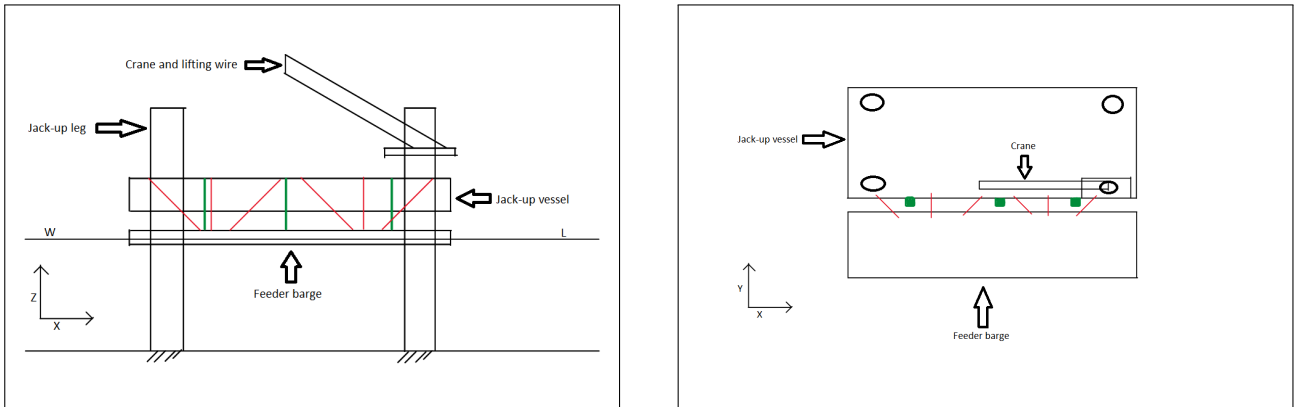 Crane and lifting wire
Jack-up leg
Jack-up vessel
W
L
Feeder barge
Z
X
Jack-up vessel
Crane
Y
X
Feeder barge